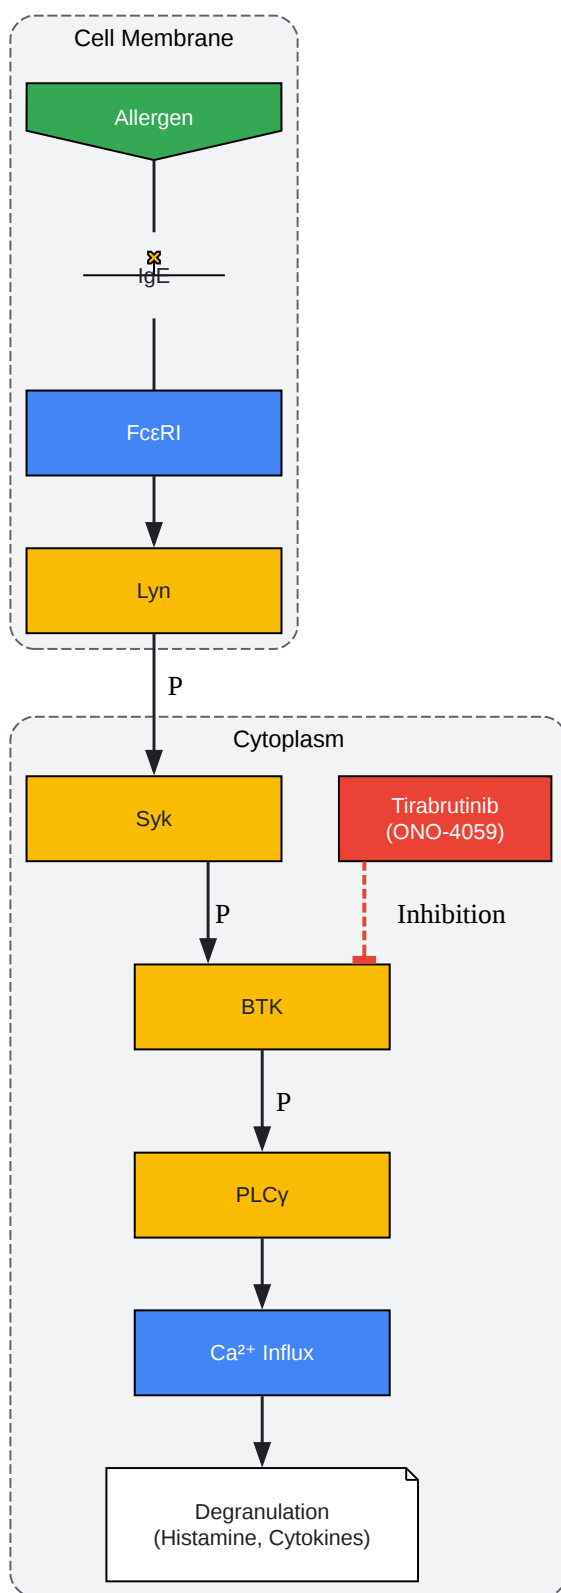 Cell Membrane
Allergen
IgE
FcεRI
Lyn
P
Cytoplasm
Syk
Tirabrutinib
(ONO-4059)
P
Inhibition
BTK
P
PLCγ
Ca²⁺ Influx
Degranulation
(Histamine, Cytokines)